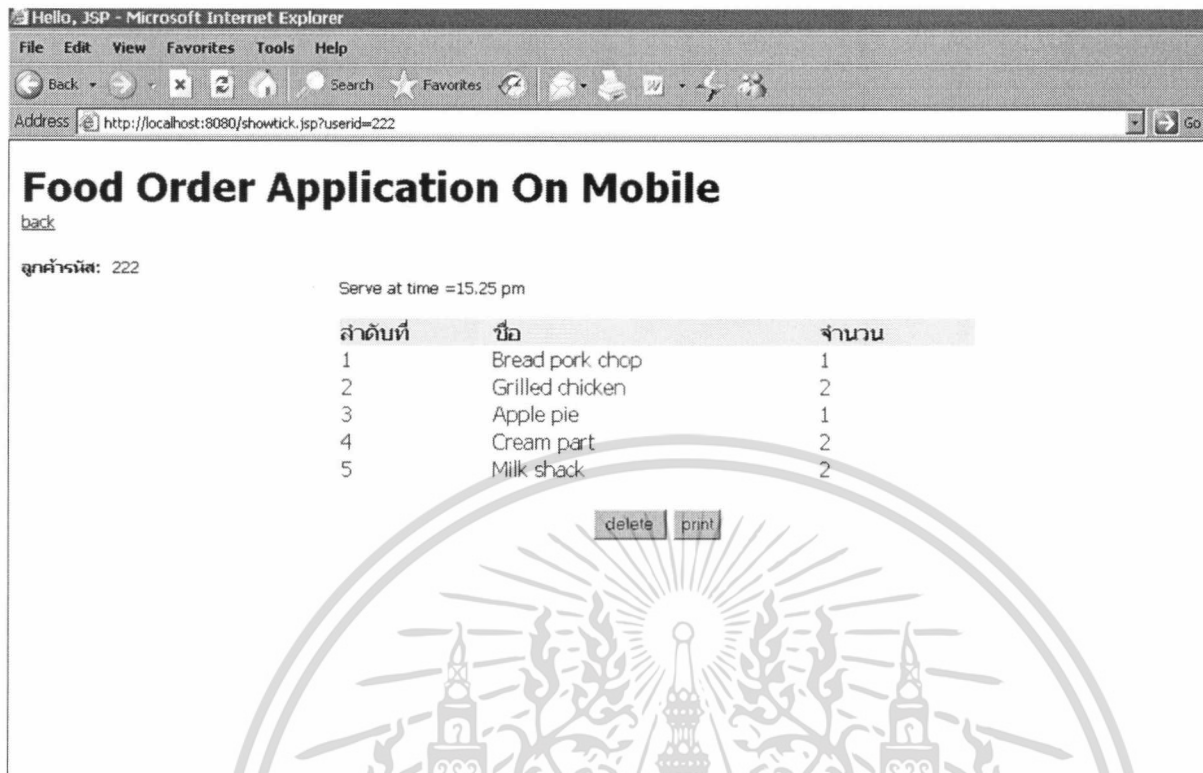 Hello, JSP - Microsoft Internet Explorer
File Edit View Favorites Tools Help
Back Search Favorites
Address http://localhost:8080/showtick.jsp?userid=222 Go
Food Order Application On Mobile
back
ลูกค้ารหัส: 222
Serve at time =15.25 pm
ลำดับที่ ชื่อ จำนวน
1 Bread pork chop 1
2 Grilled chicken 2
3 Apple pie 1
4 Cream part 2
5 Milk shack 2
delete print